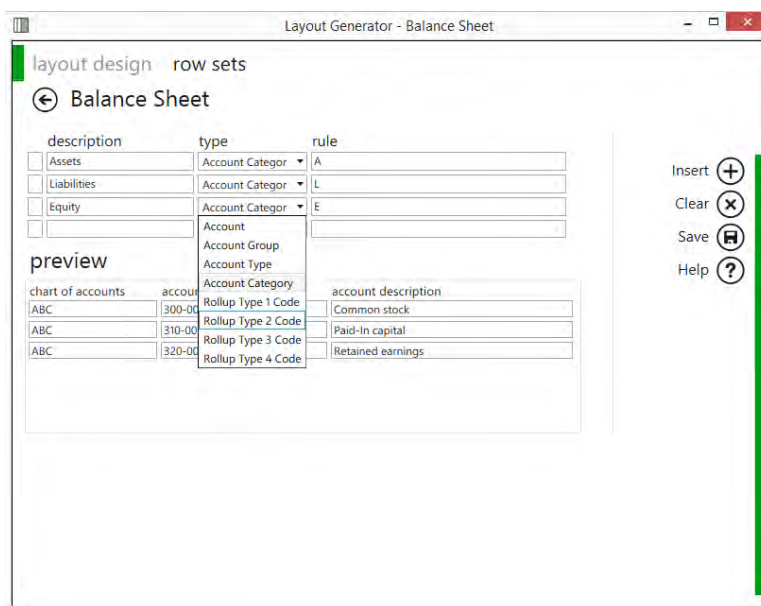 Layout Generator - Balance Sheet
layout design row sets
Balance Sheet
description type rule
Assets Account Categor A
Liabilities Account Categor L
Equity Account Categor E
Account
Account Group
Account Type
Account Category
Rollup Type 1 Code
Rollup Type 2 Code
Rollup Type 3 Code
Rollup Type 4 Code
Insert
Clear
Save
Help
preview
chart of accounts accoun account description
ABC 300-00 Common stock
ABC 310-00 Paid-In capital
ABC 320-00 Retained earnings